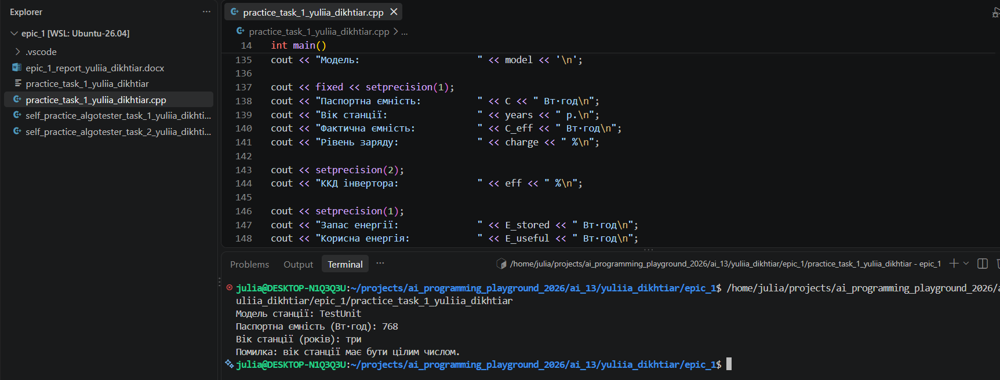 Explorer
epic_1 [WSL: Ubuntu-26.04]
.vscode
epic_1_report_yuliia_dikhtiar.docx
practice_task_1_yuliia_dikhtiar
practice_task_1_yuliia_dikhtiar.cpp
self_practice_algotester_task_1_yuliia_dikhti...
self_practice_algotester_task_2_yuliia_dikhti...
practice_task_1_yuliia_dikhtiar.cpp
practice_task_1_yuliia_dikhtiar.cpp > ...
14 int main()
135 cout << "Модель:                     " << model << '\n';
136
137 cout << fixed << setprecision(1);
138 cout << "Паспортна ємність:          " << C << " Вт·год\n";
139 cout << "Вік станції:                " << years << " р.\n";
140 cout << "Фактична ємність:           " << C_eff << " Вт·год\n";
141 cout << "Рівень заряду:              " << charge << " %\n";
142
143 cout << setprecision(2);
144 cout << "ККД інвертора:              " << eff << " %\n";
145
146 cout << setprecision(1);
147 cout << "Запас енергії:              " << E_stored << " Вт·год\n";
148 cout << "Корисна енергія:            " << E_useful << " Вт·год\n";
Problems Output Terminal ... /home/julia/projects/ai_programming_playground_2026/ai_13/yuliia_dikhtiar/epic_1/practice_task_1_yuliia_dikhtiar - epic_1
julia@DESKTOP-N1Q3Q3U:~/projects/ai_programming_playground_2026/ai_13/yuliia_dikhtiar/epic_1$ /home/julia/projects/ai_programming_playground_2026/a
uliia_dikhtiar/epic_1/practice_task_1_yuliia_dikhtiar
Модель станції: TestUnit
Паспортна ємність (Вт·год): 768
Вік станції (років): три
Помилка: вік станції має бути цілим числом.
julia@DESKTOP-N1Q3Q3U:~/projects/ai_programming_playground_2026/ai_13/yuliia_dikhtiar/epic_1$